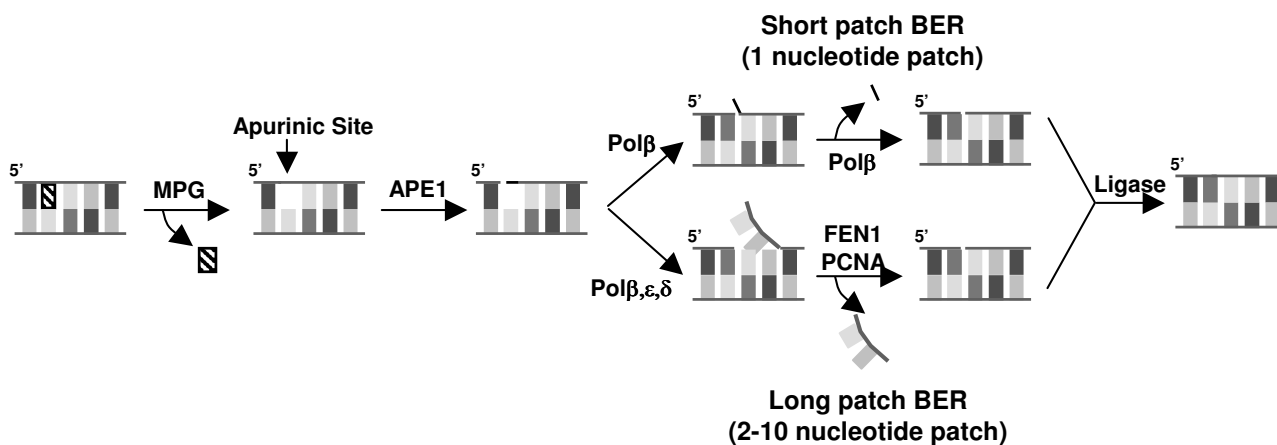 Short patch BER
(1 nucleotide patch)
5’
5’
Apurinic Site
Polβ
Polβ
5’
MPG
5’
APE1
5’
5’
Ligase
5’
FEN1
PCNA
5’
Polβ,ε,δ
Long patch BER
(2-10 nucleotide patch)